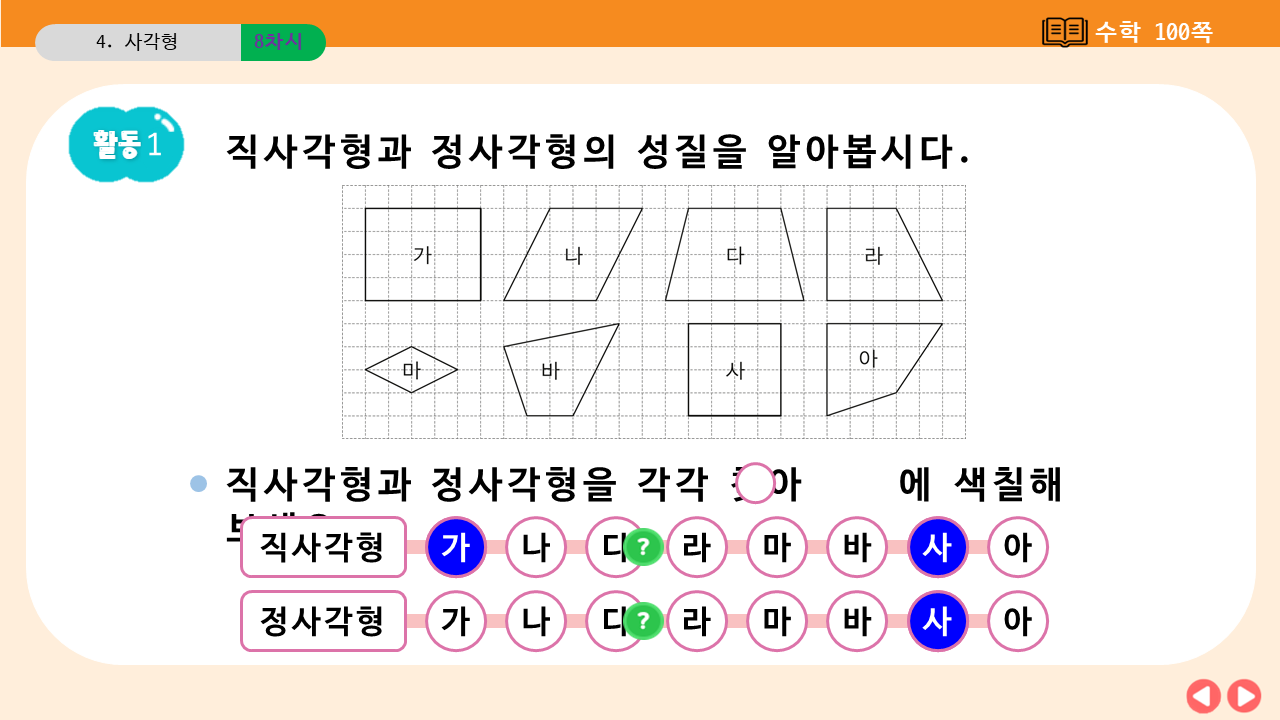 4. 사각형
8차시
수학 100쪽
활동 1
직사각형과 정사각형의 성질을 알아봅시다.
가
나
다
라
마
바
사
아
직사각형과 정사각형을 각각 찾아 에 색칠해
직사각형 가 나 다 ? 라 마 바 사 아
정사각형 가 나 다 ? 라 마 바 사 아